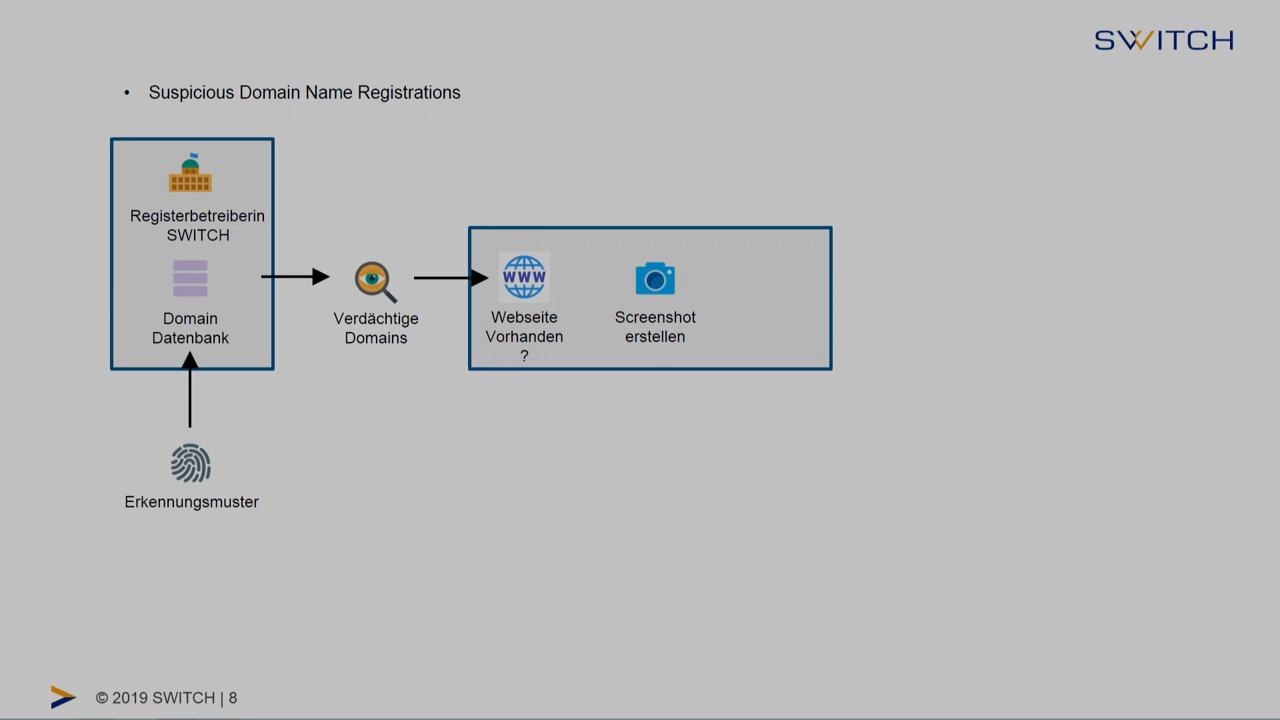 SWITCH
• Suspicious Domain Name Registrations
Registerbetreiberin
SWITCH
Domain
Datenbank
Verdächtige
Domains
WWW
Webseite
Vorhanden
?
Screenshot
erstellen
Erkennungsmuster
© 2019 SWITCH | 8